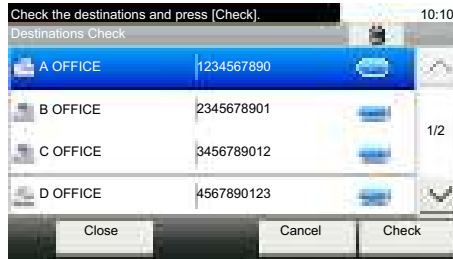 Check the destinations and press [Check].
10:10
Destinations Check
A OFFICE 1234567890
B OFFICE 2345678901
1/2
C OFFICE 3456789012
D OFFICE 4567890123
Close Cancel Check